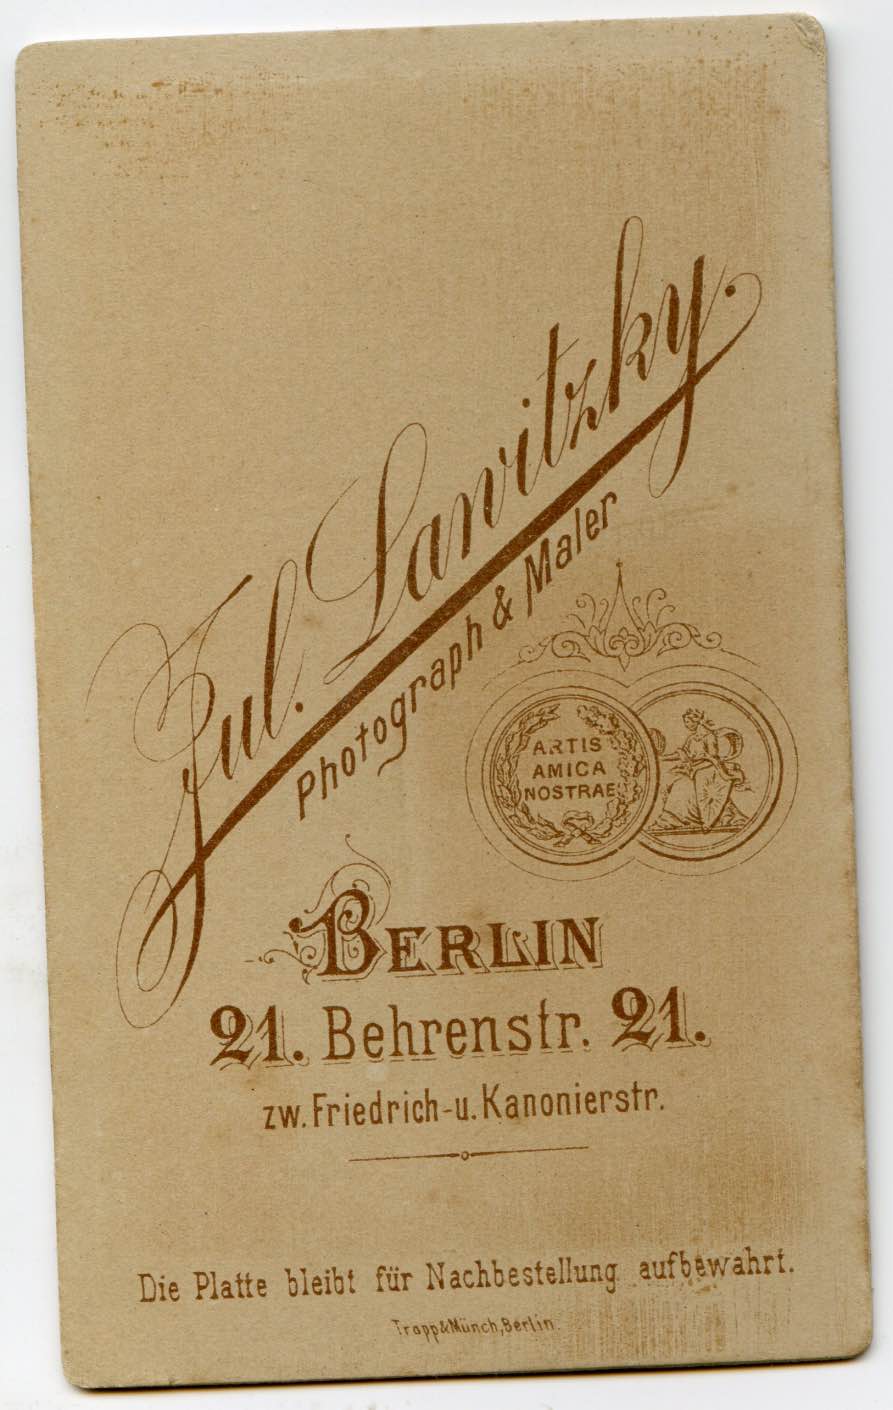 Jul. Lawitzky.
Photograph & Maler
ARTIS
AMICA
NOSTRAE
BERLIN
21. Behrenstr. 21.
zw. Friedrich-u. Kanonierstr.
Die Platte bleibt für Nachbestellung aufbewahrt.
Trapp & Münch, Berlin.